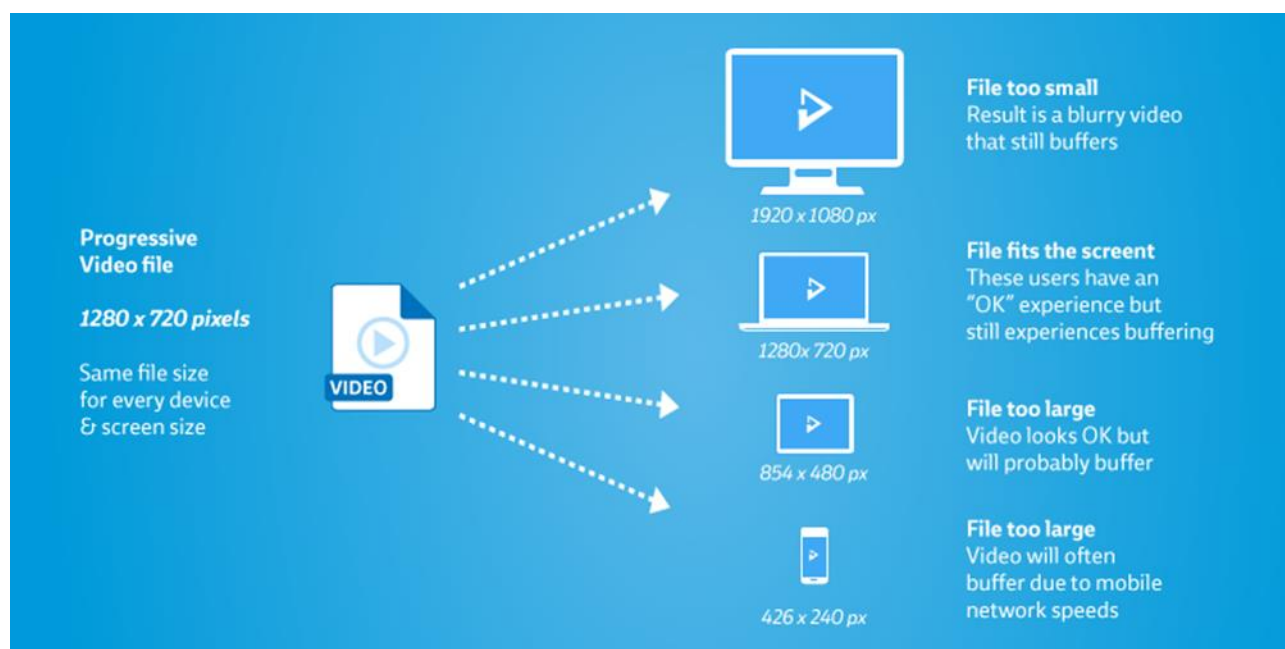 Progressive
Video file
1280 x 720 pixels
Same file size
for every device
& screen size
VIDEO
1920 x 1080 px
File too small
Result is a blurry video
that still buffers
1280x 720 px
File fits the screent
These users have an
“OK” experience but
still experiences buffering
854 x 480 px
File too large
Video looks OK but
will probably buffer
426 x 240 px
File too large
Video will often
buffer due to mobile
network speeds